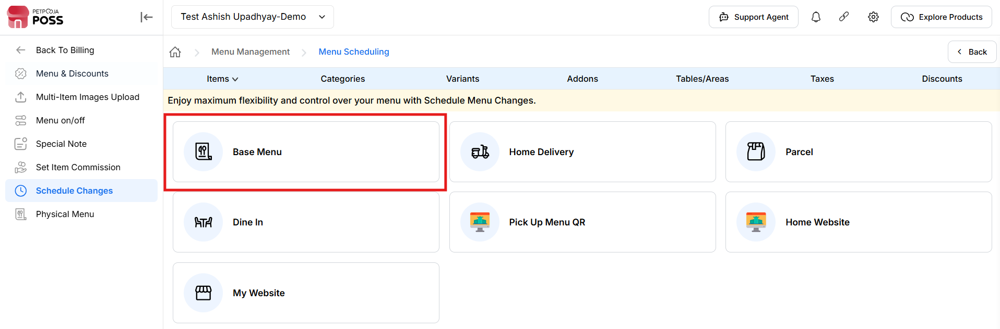 PETPOOJA
POSS
Test Ashish Upadhyay-Demo
Support Agent
Explore Products
Back To Billing
Menu & Discounts
Multi-Item Images Upload
Menu on/off
Special Note
Set Item Commission
Schedule Changes
Physical Menu
Menu Management
Menu Scheduling
Back
Items Categories Variants Addons Tables/Areas Taxes Discounts
Enjoy maximum flexibility and control over your menu with Schedule Menu Changes.
Base Menu
Home Delivery
Parcel
Dine In
Pick Up Menu QR
Home Website
My Website